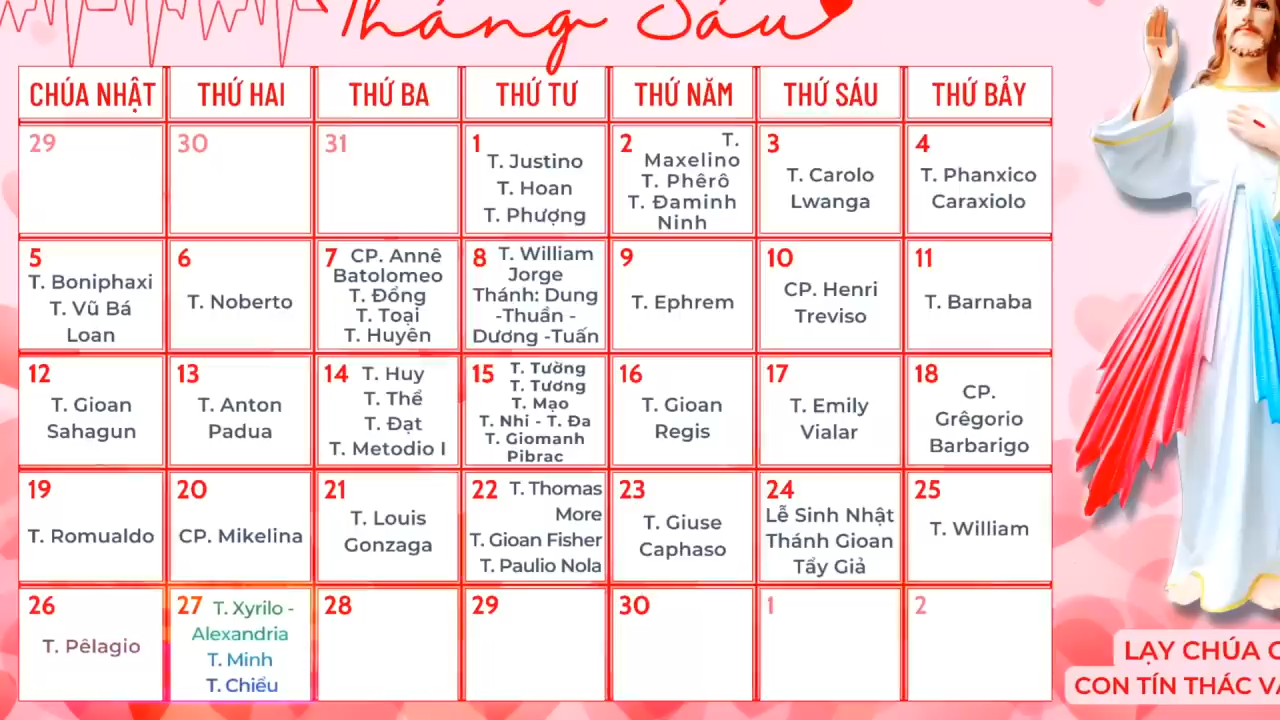 Tháng Sáu
CHÚA NHẬT THỨ HAI THỨ BA THỨ TƯ THỨ NĂM THỨ SÁU THỨ BẢY
29
30
31
1
T. Justino
T. Hoan
T. Phượng
2 T.
Maxelino
T. Phêrô
T. Đaminh
Ninh
3
T. Carolo
Lwanga
4
T. Phanxico
Caraxiolo
5
T. Boniphaxi
T. Vũ Bá
Loan
6
T. Noberto
7 CP. Annê
Batolomeo
T. Đồng
T. Toại
T. Huyên
8 T. William
Jorge
Thánh: Dung
-Thuần -
Dương -Tuấn
9
T. Ephrem
10
CP. Henri
Treviso
11
T. Barnaba
12
T. Gioan
Sahagun
13
T. Anton
Padua
14 T. Huy
T. Thể
T. Đạt
T. Metodio I
15 T. Tường
T. Tương
T. Mạo
T. Nhi - T. Đa
T. Giomanh
Pibrac
16
T. Gioan
Regis
17
T. Emily
Vialar
18
CP.
Grêgorio
Barbarigo
19
T. Romualdo
20
CP. Mikelina
21
T. Louis
Gonzaga
22 T. Thomas
More
T. Gioan Fisher
T. Paulio Nola
23
T. Giuse
Caphaso
24
Lễ Sinh Nhật
Thánh Gioan
Tẩy Giả
25
T. William
26
T. Pêlagio
27 T. Xyrilo -
Alexandria
T. Minh
T. Chiểu
28
29
30
1
2
LẠY CHÚA
CON TÍN THÁC